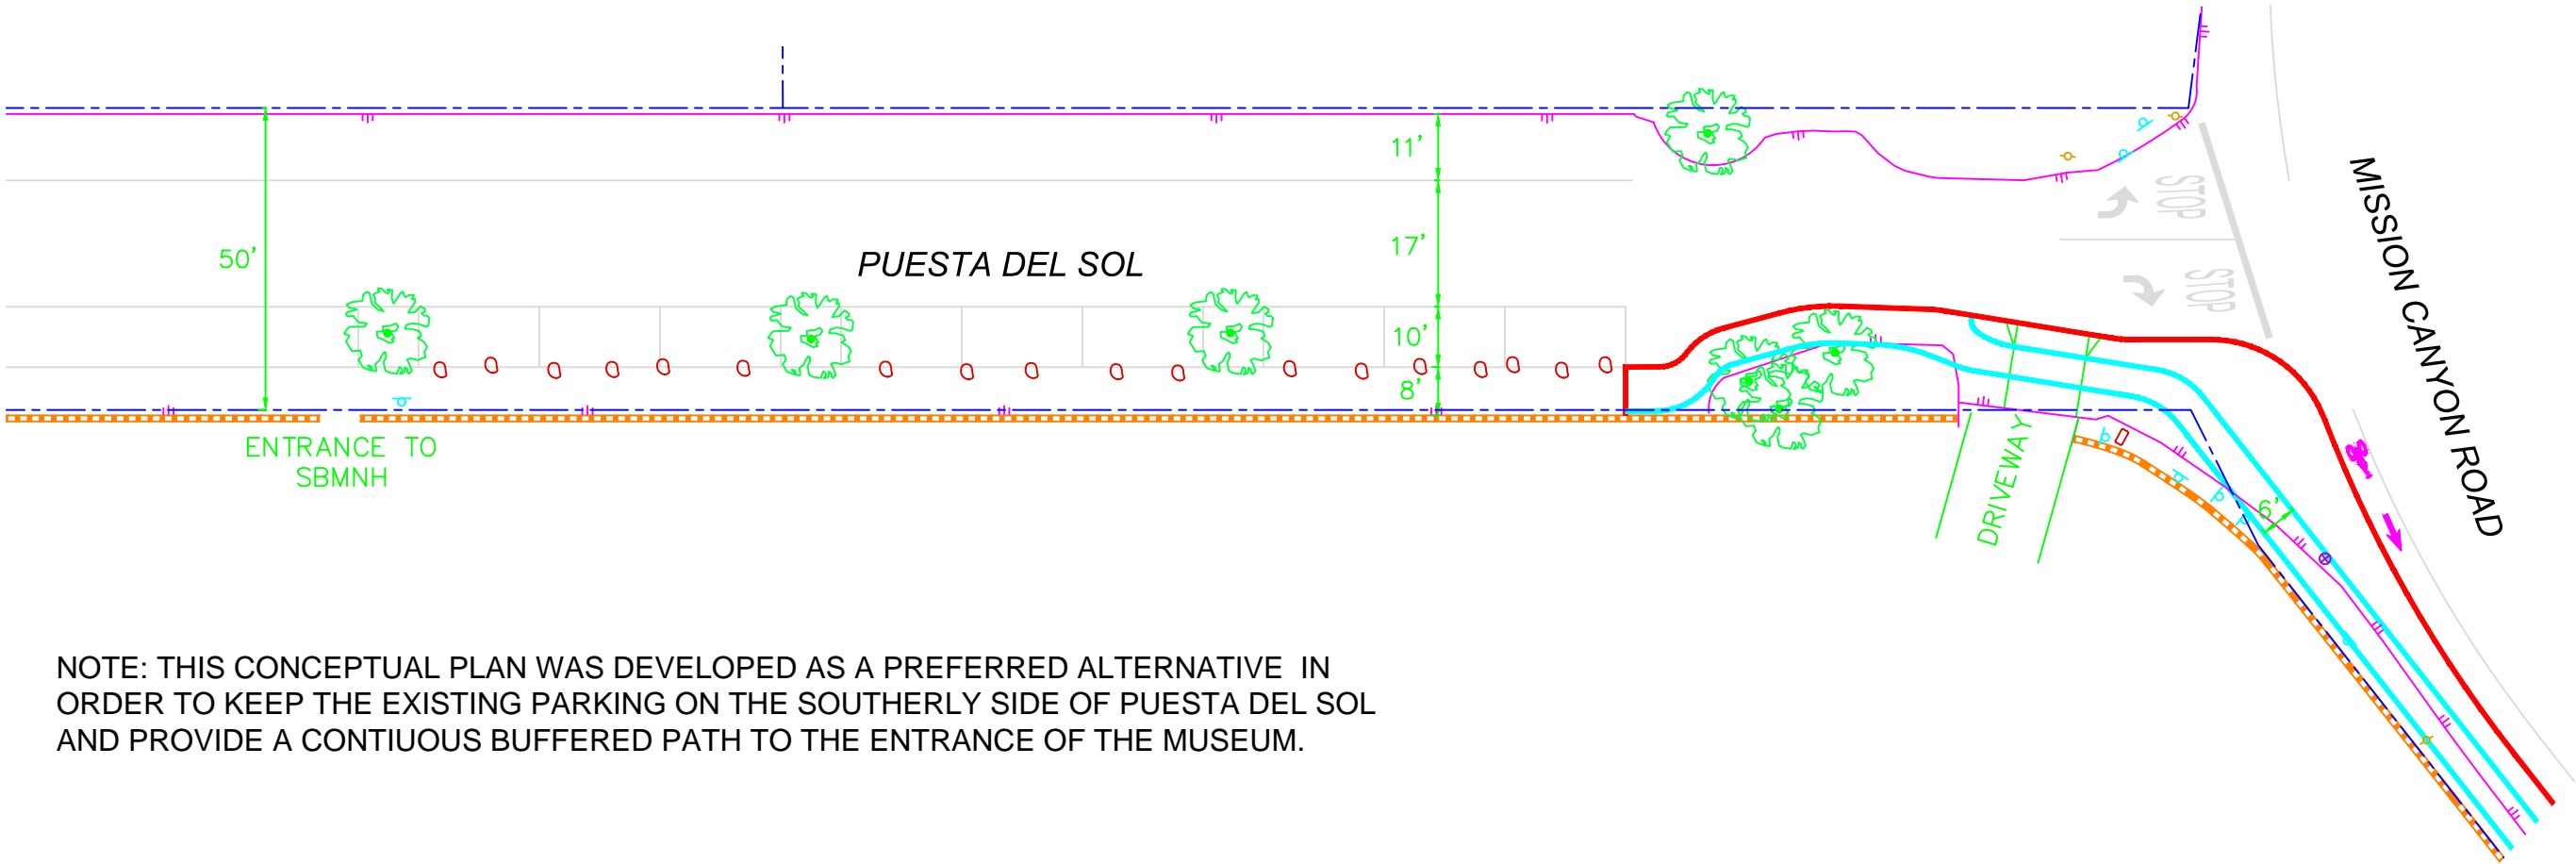 11'
STOP
17'
50'
PUESTA DEL SOL
MISSION CANYON ROAD
STOP
10'
8'
ENTRANCE TO
SBMNH
DRIVEWAY
6'
NOTE: THIS CONCEPTUAL PLAN WAS DEVELOPED AS A PREFERRED ALTERNATIVE IN
ORDER TO KEEP THE EXISTING PARKING ON THE SOUTHERLY SIDE OF PUESTA DEL SOL
AND PROVIDE A CONTIUOUS BUFFERED PATH TO THE ENTRANCE OF THE MUSEUM.